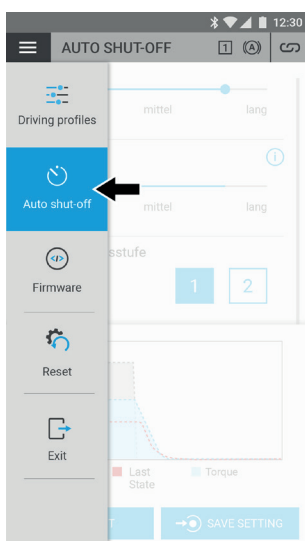 12:30
AUTO SHUT-OFF 1 (A)
Driving profiles
mittel lang
Auto shut-off
mittel lang
sstufe
</>
Firmware
1 2
Reset
Exit
Last State
Torque
T
SAVE SETTING